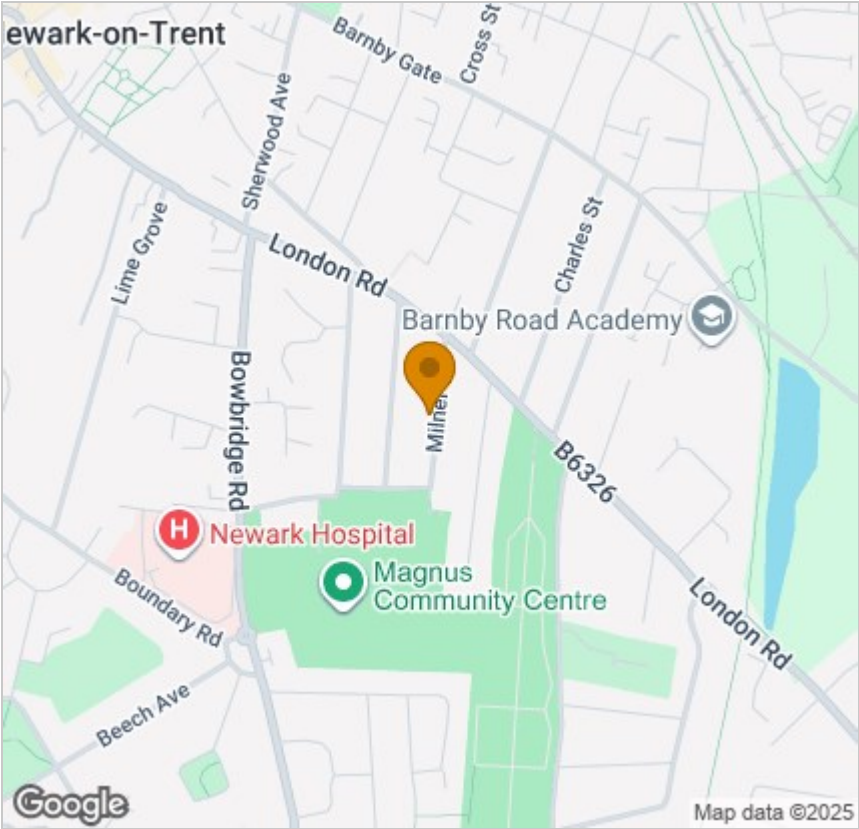 ewark-on-Trent
Barnby Gate
Cross St
Sherwood Ave
Lime Grove
London Rd
Charles St
Barnby Road Academy
Bowbridge Rd
Milner
B6326
H
Newark Hospital
Magnus
Community Centre
Boundary Rd
London Rd
Beech Ave
Google
Map data ©2025